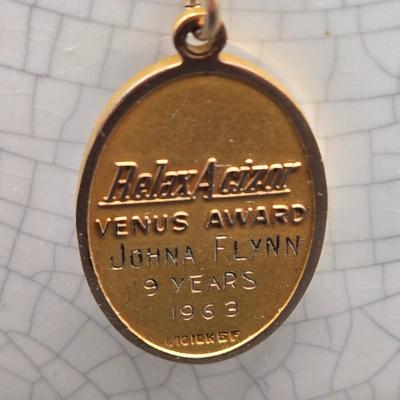 RelaxAcizor
VENUS AWARD
JOHNA FLYNN
9 YEARS
1963